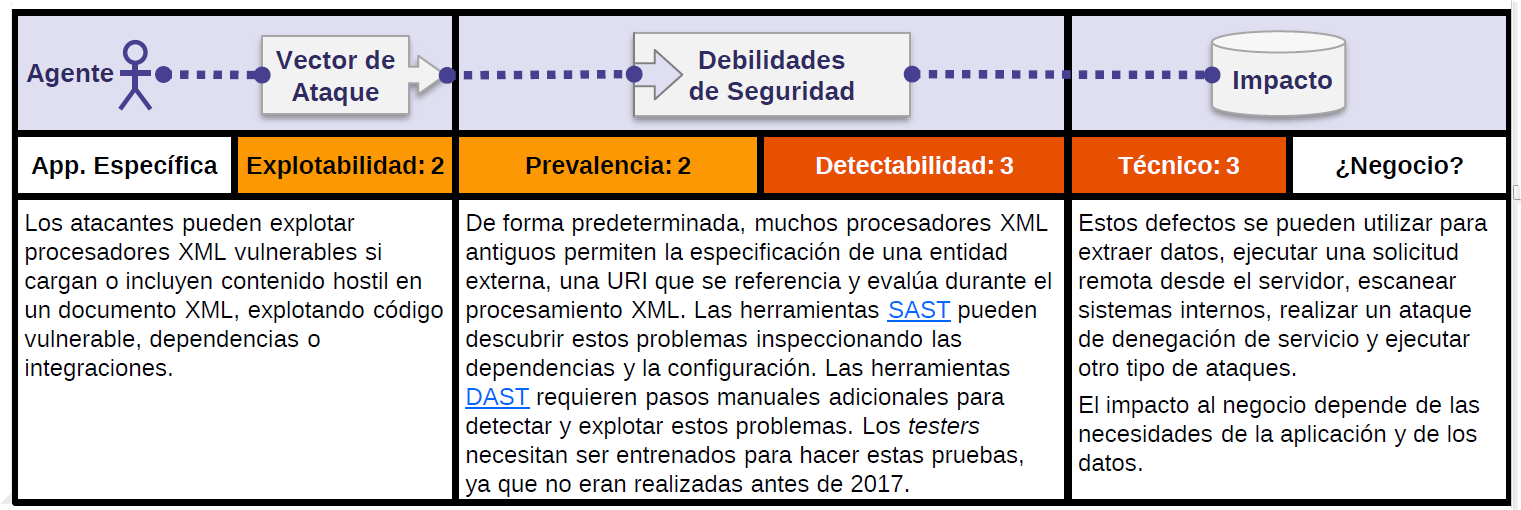 Agente
Vector de
Ataque
Debilidades
de Seguridad
Impacto
App. Específica
Explotabilidad: 2
Prevalencia: 2
Detectabilidad: 3
Técnico: 3
¿Negocio?
Los atacantes pueden explotar
procesadores XML vulnerables si
cargan o incluyen contenido hostil en
un documento XML, explotando código
vulnerable, dependencias o
integraciones.
De forma predeterminada, muchos procesadores XML
antiguos permiten la especificación de una entidad
externa, una URI que se referencia y evalúa durante el
procesamiento XML. Las herramientas SAST pueden
descubrir estos problemas inspeccionando las
dependencias y la configuración. Las herramientas
DAST requieren pasos manuales adicionales para
detectar y explotar estos problemas. Los testers
necesitan ser entrenados para hacer estas pruebas,
ya que no eran realizadas antes de 2017.
Estos defectos se pueden utilizar para
extraer datos, ejecutar una solicitud
remota desde el servidor, escanear
sistemas internos, realizar un ataque
de denegación de servicio y ejecutar
otro tipo de ataques.
El impacto al negocio depende de las
necesidades de la aplicación y de los
datos.